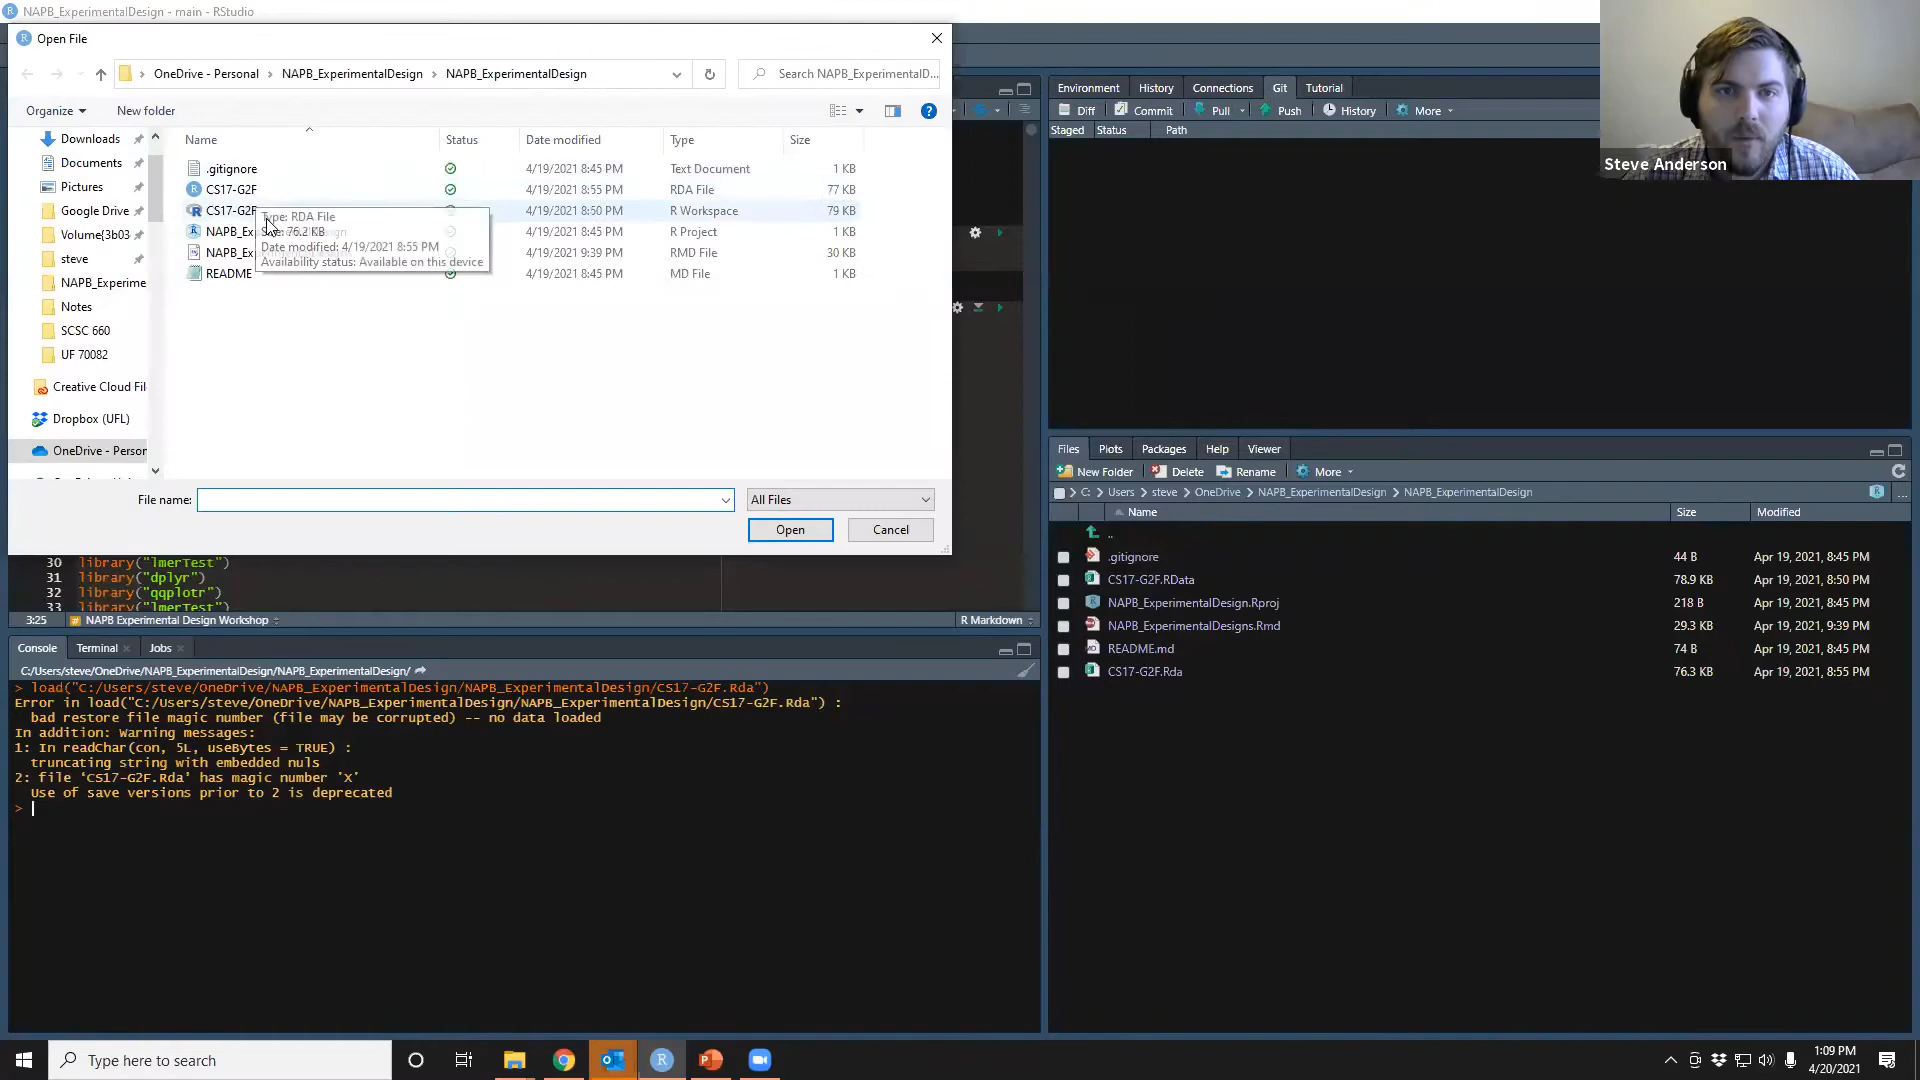 NAPB_ExperimentalDesign - main - RStudio
Open File
OneDrive - Personal > NAPB_ExperimentalDesign > NAPB_ExperimentalDesign
Search NAPB_ExperimentalD...
Organize
New folder
Downloads
Documents
Pictures
Google Drive
Volume{3b03
steve
NAPB_Experime
Notes
SCSC 660
UF 70082
Creative Cloud Fil
Dropbox (UFL)
OneDrive - Person
Name Status Date modified Type Size
.gitignore 4/19/2021 8:45 PM Text Document 1 KB
CS17-G2F 4/19/2021 8:55 PM RDA File 77 KB
CS17-G2F 4/19/2021 8:50 PM R Workspace 79 KB
NAPB_Ex 4/19/2021 8:45 PM R Project 1 KB
NAPB_Ex 4/19/2021 9:39 PM RMD File 30 KB
README 4/19/2021 8:45 PM MD File 1 KB
Type: RDA File
Size: 76.2 KB
Date modified: 4/19/2021 8:55 PM
Availability status: Available on this device
File name:
All Files
Open
Cancel
30 library("lmerTest")
31 library("dplyr")
32 library("qqplotr")
33 library("lmerTest")
3:25 NAPB Experimental Design Workshop R Markdown
Console Terminal Jobs
C:/Users/steve/OneDrive/NAPB_ExperimentalDesign/NAPB_ExperimentalDesign/
> load("C:/Users/steve/OneDrive/NAPB_ExperimentalDesign/NAPB_ExperimentalDesign/CS17-G2F.Rda")
Error in load("C:/Users/steve/OneDrive/NAPB_ExperimentalDesign/NAPB_ExperimentalDesign/CS17-G2F.Rda") :
bad restore file magic number (file may be corrupted) -- no data loaded
In addition: Warning messages:
1: In readChar(con, 5L, useBytes = TRUE) :
truncating string with embedded nuls
2: file ‘CS17-G2F.Rda’ has magic number 'X'
Use of save versions prior to 2 is deprecated
>
Environment History Connections Git Tutorial
Diff Commit Pull Push History More
Staged Status Path
Steve Anderson
Files Plots Packages Help Viewer
New Folder Delete Rename More
C: > Users > steve > OneDrive > NAPB_ExperimentalDesign > NAPB_ExperimentalDesign
Name Size Modified
..
.gitignore 44 B Apr 19, 2021, 8:45 PM
CS17-G2F.RData 78.9 KB Apr 19, 2021, 8:50 PM
NAPB_ExperimentalDesign.Rproj 218 B Apr 19, 2021, 8:45 PM
NAPB_ExperimentalDesigns.Rmd 29.3 KB Apr 19, 2021, 9:39 PM
README.md 74 B Apr 19, 2021, 8:45 PM
CS17-G2F.Rda 76.3 KB Apr 19, 2021, 8:55 PM
Type here to search
1:09 PM
4/20/2021